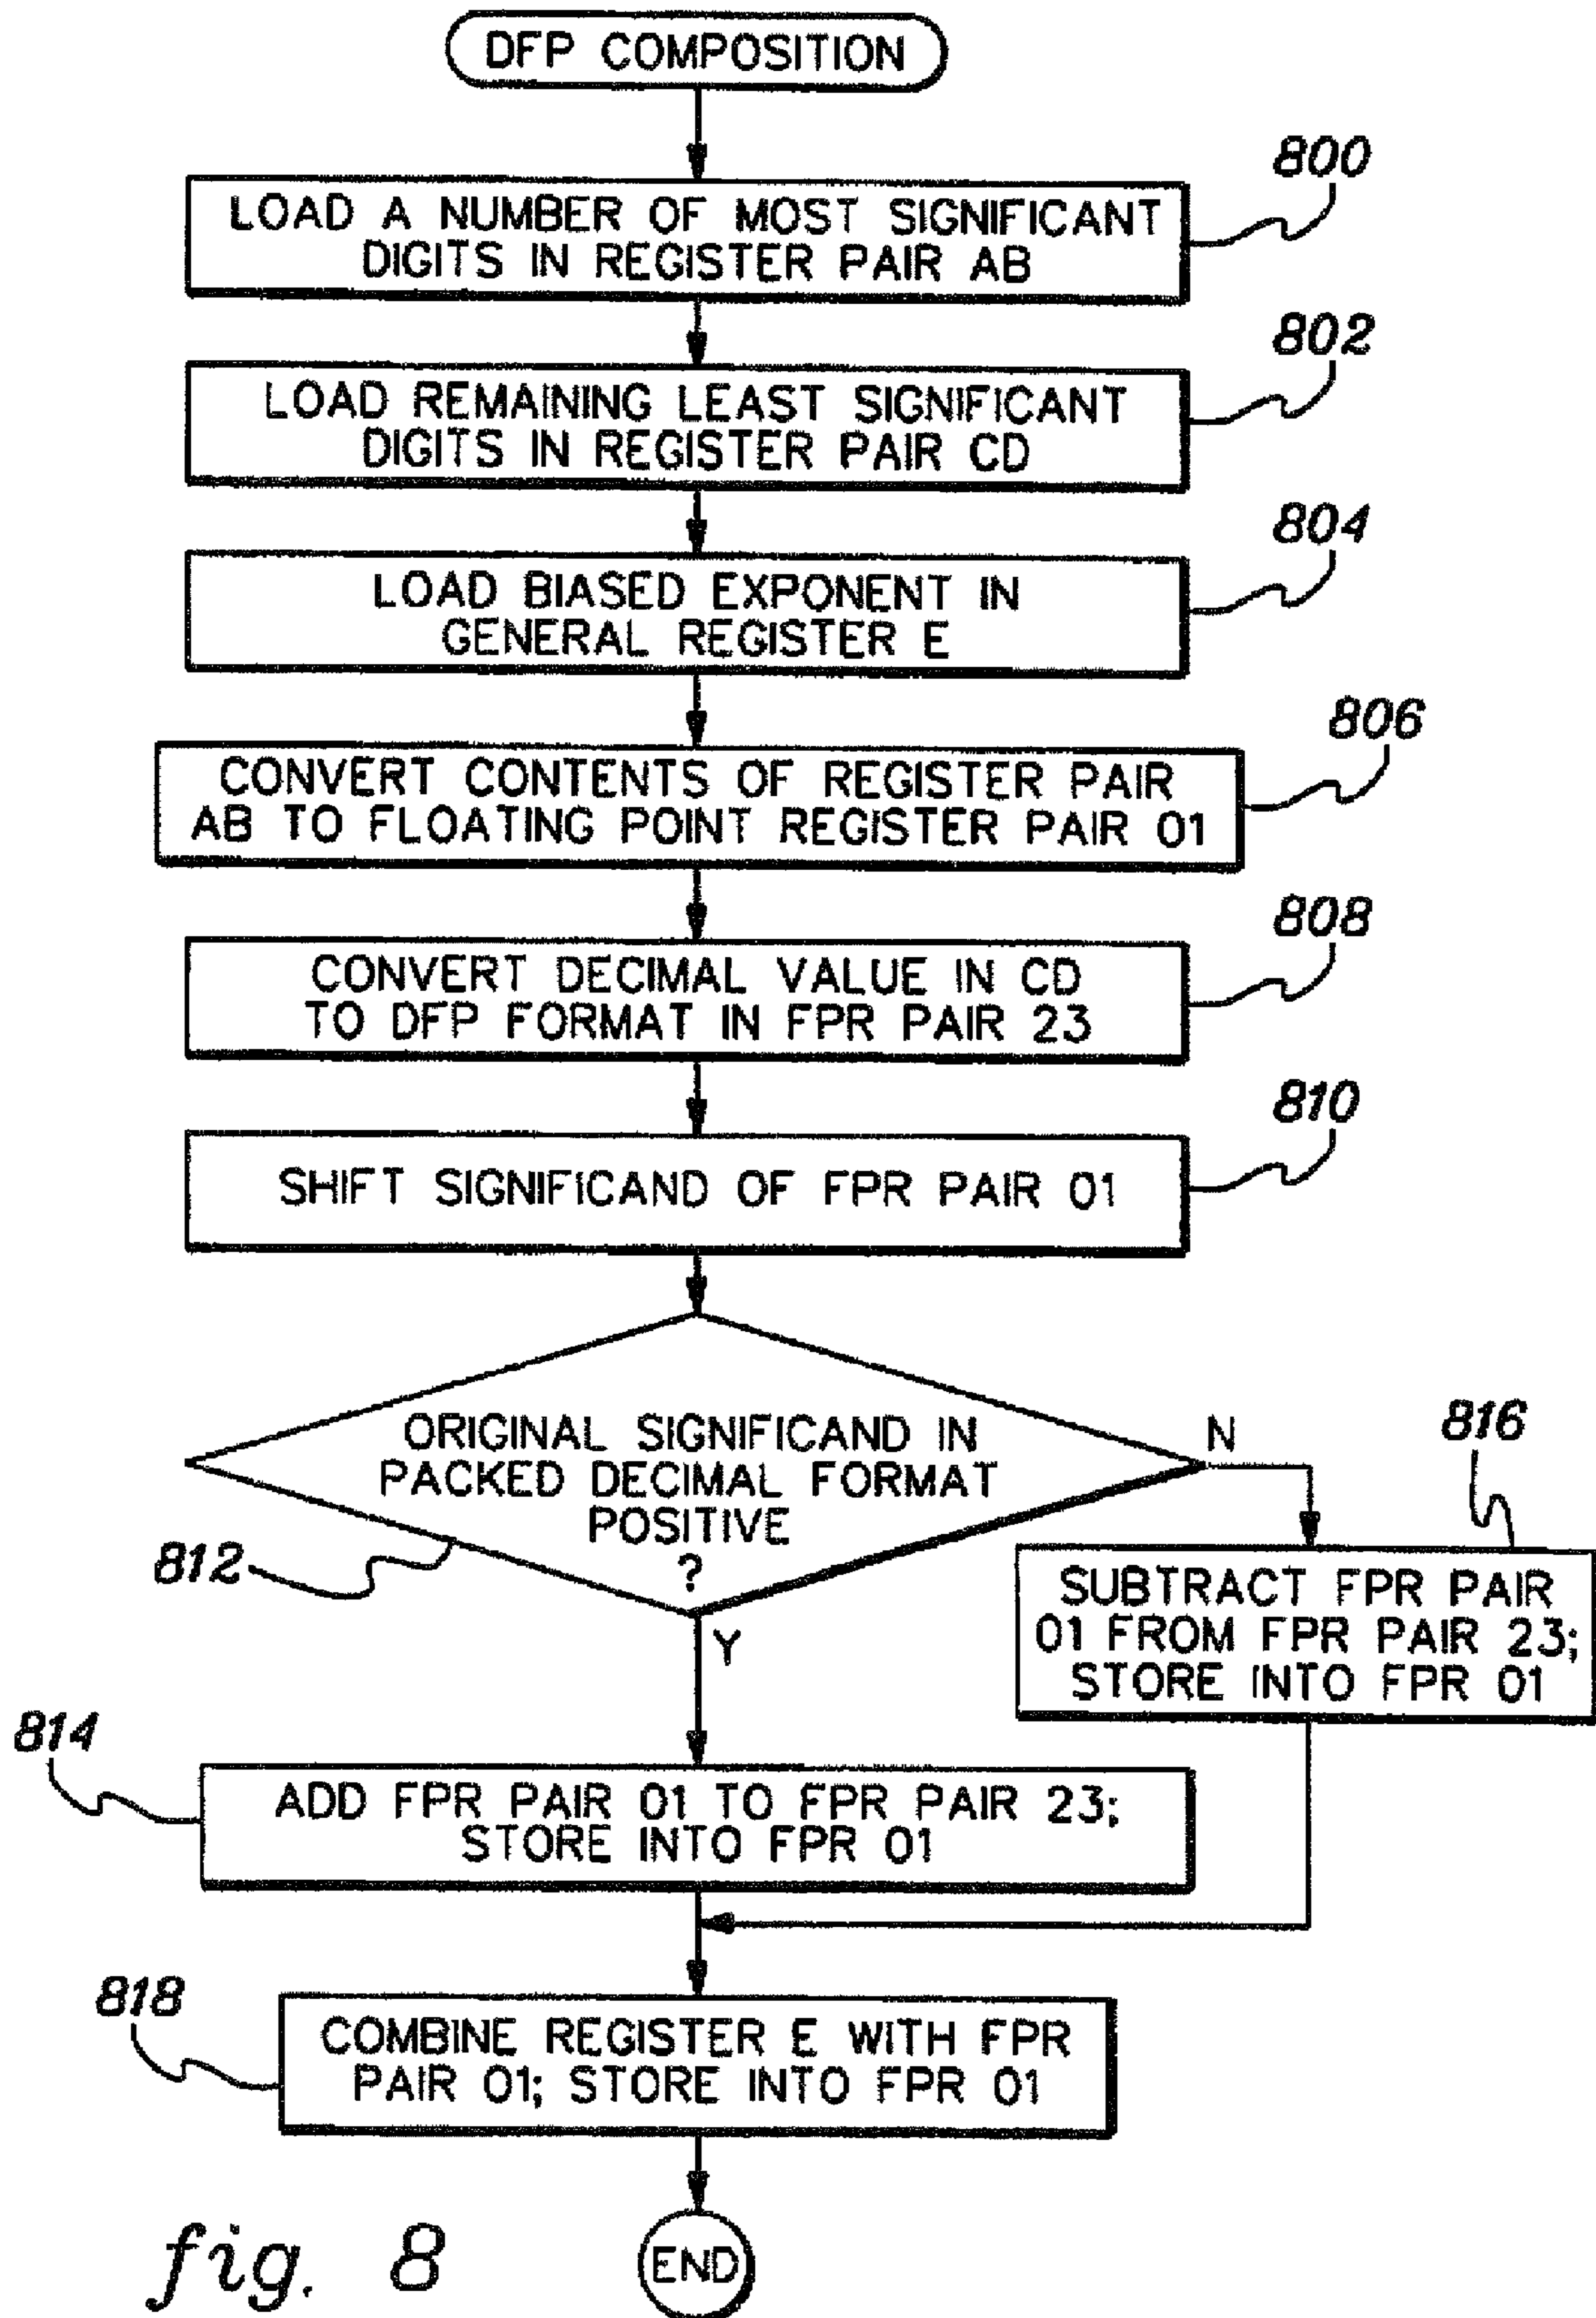 DFP COMPOSITION
800
LOAD A NUMBER OF MOST SIGNIFICANT
DIGITS IN REGISTER PAIR AB
802
LOAD REMAINING LEAST SIGNIFICANT
DIGITS IN REGISTER PAIR CD
804
LOAD BIASED EXPONENT IN
GENERAL REGISTER E
806
CONVERT CONTENTS OF REGISTER PAIR
AB TO FLOATING POINT REGISTER PAIR 01
808
CONVERT DECIMAL VALUE IN CD
TO DFP FORMAT IN FPR PAIR 23
810
SHIFT SIGNIFICAND OF FPR PAIR 01
ORIGINAL SIGNIFICAND IN
PACKED DECIMAL FORMAT
POSITIVE
?
812
N
816
SUBTRACT FPR PAIR
01 FROM FPR PAIR 23;
STORE INTO FPR 01
Y
814
ADD FPR PAIR 01 TO FPR PAIR 23;
STORE INTO FPR 01
818
COMBINE REGISTER E WITH FPR
PAIR 01; STORE INTO FPR 01
END
fig. 8